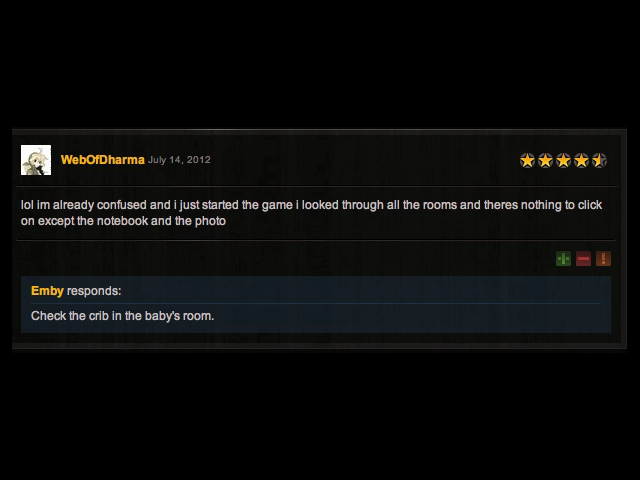 WebOfDharma July 14, 2012
lol im already confused and i just started the game i looked through all the rooms and theres nothing to click
on except the notebook and the photo
Emby responds:
Check the crib in the baby's room.